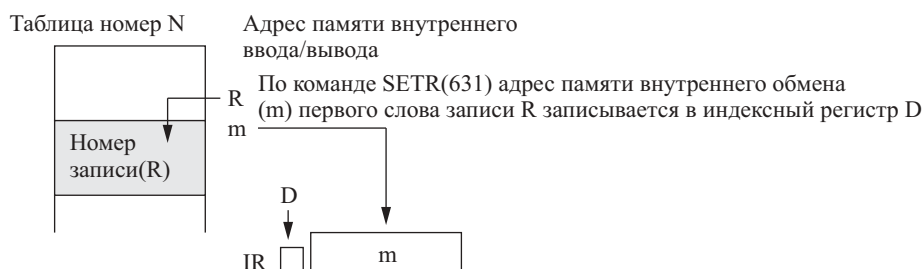 Таблица номер N
Адрес памяти внутреннего
ввода/вывода
По команде SETR(631) адрес памяти внутреннего обмена
R
(m) первого слова записи R записывается в индексный регистр D
m
Номер
записи(R)
D
IR
m